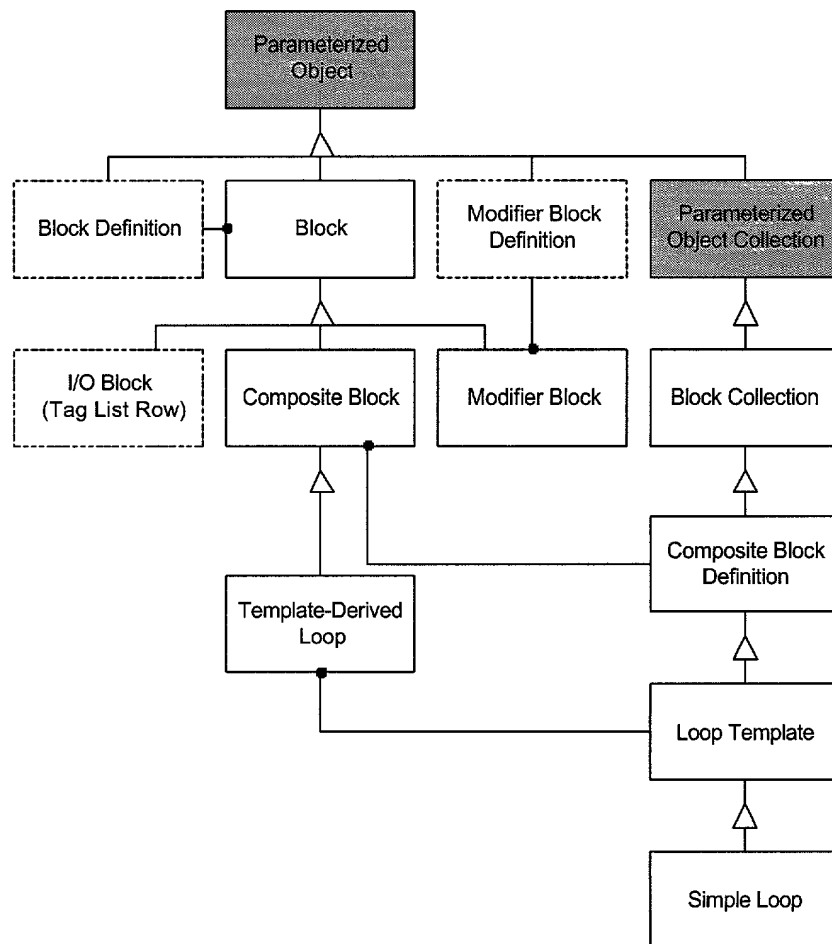 Parameterized
Object
Block Definition
Block
Modifier Block
Definition
Parameterized
Object Collection
I/O Block
(Tag List Row)
Composite Block
Modifier Block
Block Collection
Composite Block
Definition
Template-Derived
Loop
Loop Template
Simple Loop